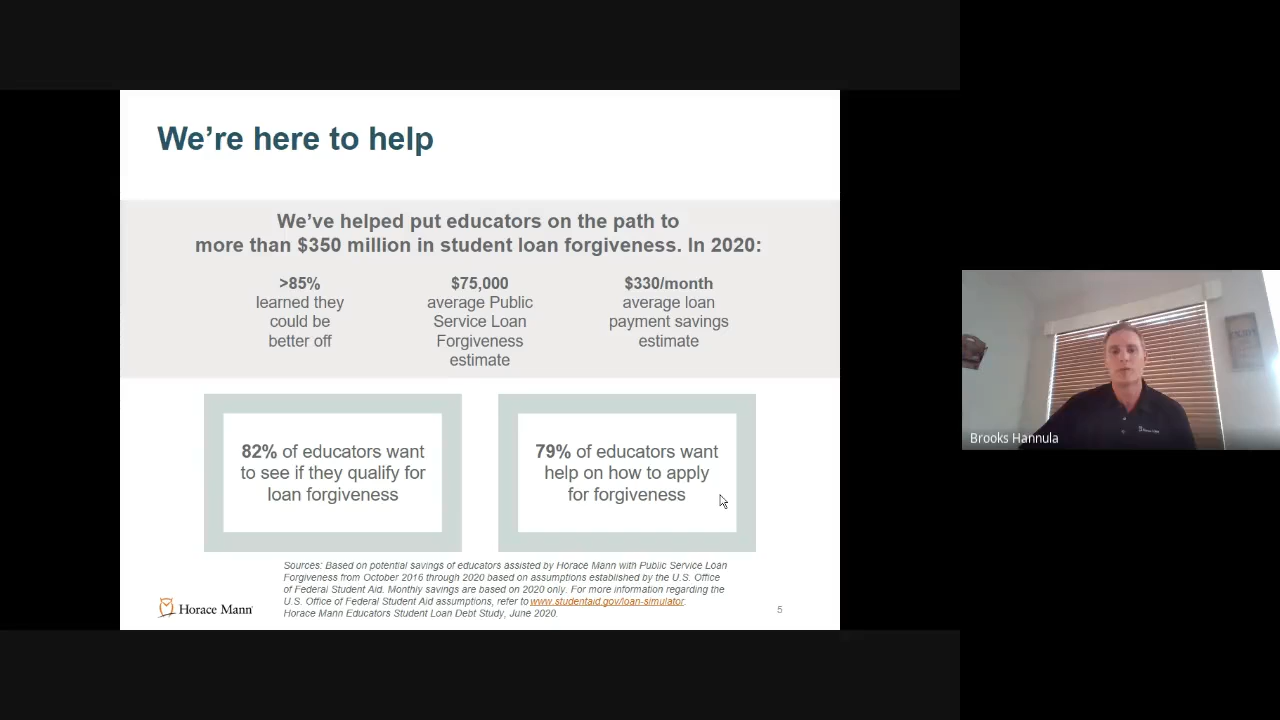 We're here to help
We've helped put educators on the path to
more than $350 million in student loan forgiveness. In 2020:
>85%
learned they
could be
better off
$75,000
average Public
Service Loan
Forgiveness
estimate
$330/month
average loan
payment savings
estimate
82% of educators want
to see if they qualify for
loan forgiveness
79% of educators want
help on how to apply
for forgiveness
Sources: Based on potential savings of educators assisted by Horace Mann with Public Service Loan
Forgiveness from October 2016 through 2020 based on assumptions established by the U.S. Office
of Federal Student Aid. Monthly savings are based on 2020 only. For more information regarding the
U.S. Office of Federal Student Aid assumptions, refer to www.studentaid.gov/loan-simulator.
Horace Mann Educators Student Loan Debt Study, June 2020.
Horace Mann
5
Brooks Hannula